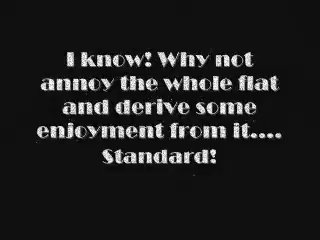 I know! Why not
annoy the whole flat
and derive some
enjoyment from it....
Standard!